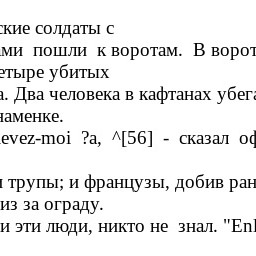 ские солдаты с
ами пошли к воротам. В ворот
етыре убитых
а. Два человека в кафтанах убега
наменке.
evez-moi ?a, ^[56] - сказал оф
и трупы; и французы, добив ран
из за ограду.
и эти люди, никто не знал. "Enl